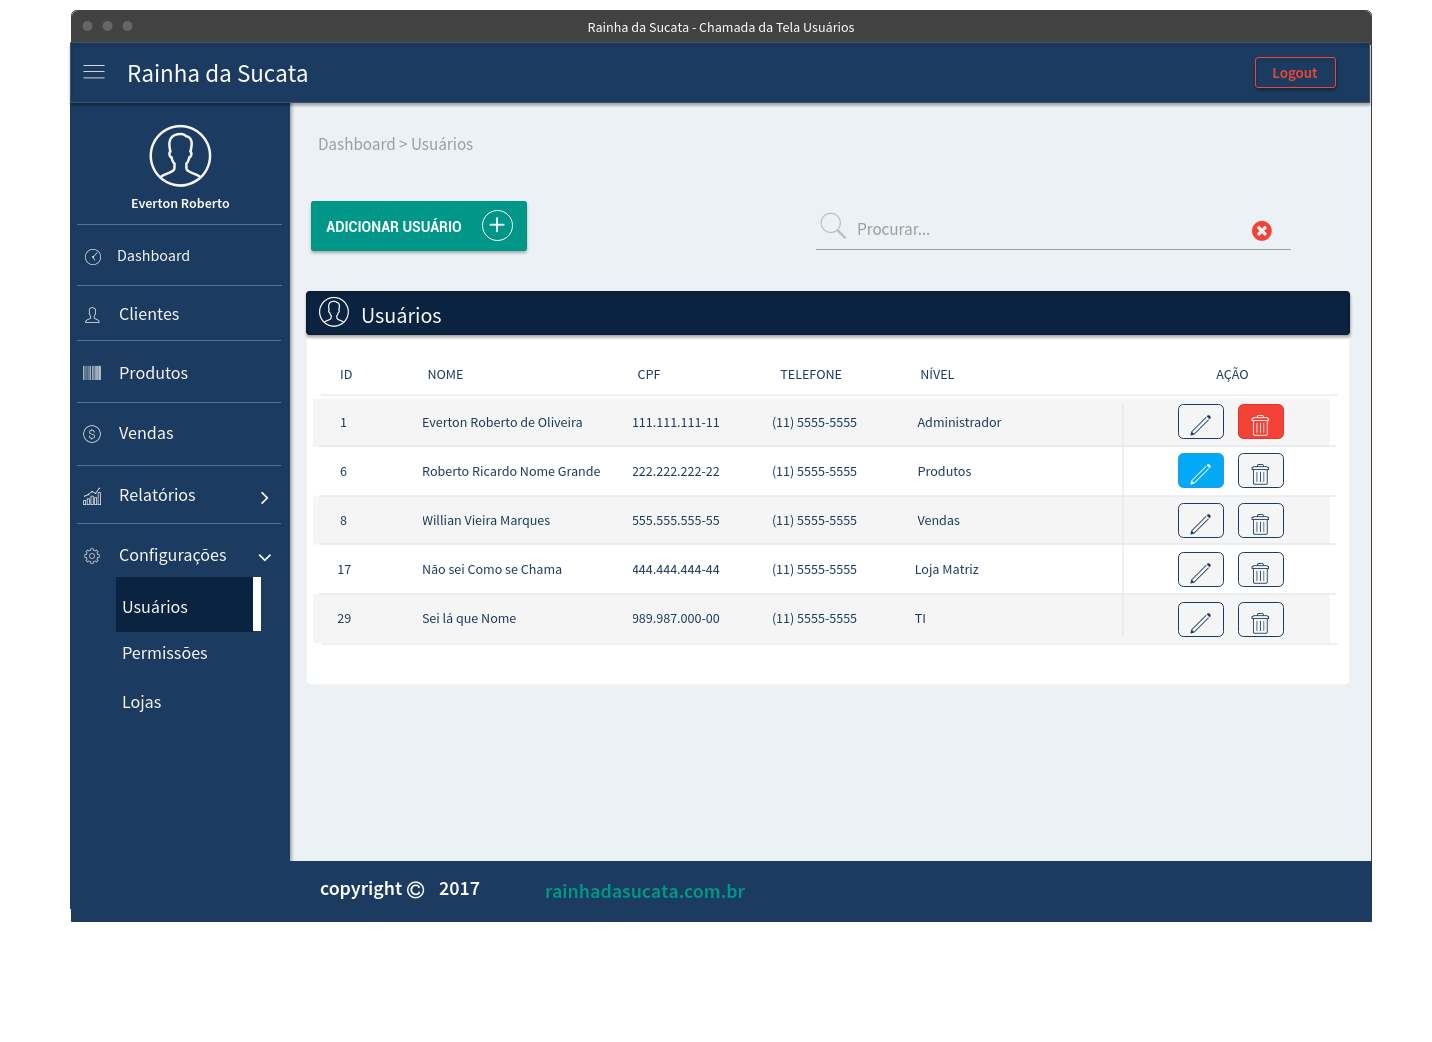 Rainha da Sucata - Chamada da Tela Usuários
Rainha da Sucata
Logout
Everton Roberto
Dashboard
Clientes
Produtos
Vendas
Relatórios
Configurações
Usuários
Permissões
Lojas
Dashboard > Usuários
ADICIONAR USUÁRIO
Procurar...
Usuários
ID NOME CPF TELEFONE NÍVEL AÇÃO
1 Everton Roberto de Oliveira 111.111.111-11 (11) 5555-5555 Administrador
6 Roberto Ricardo Nome Grande 222.222.222-22 (11) 5555-5555 Produtos
8 Willian Vieira Marques 555.555.555-55 (11) 5555-5555 Vendas
17 Não sei Como se Chama 444.444.444-44 (11) 5555-5555 Loja Matriz
29 Sei lá que Nome 989.987.000-00 (11) 5555-5555 TI
copyright © 2017 rainhadasucata.com.br